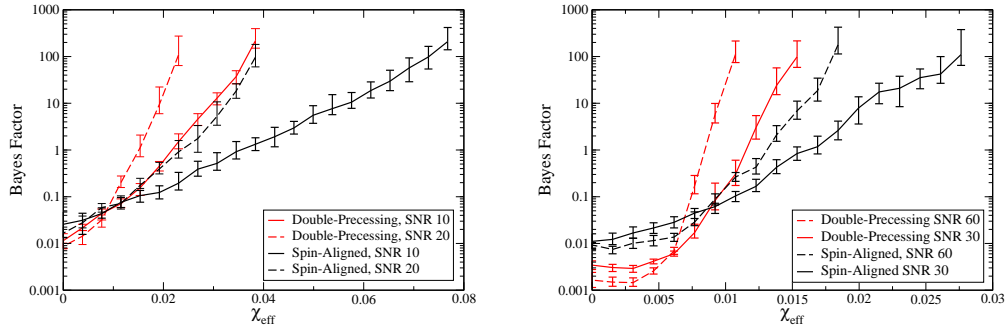 1000
100
10
1
0.1
0.01
0.001
Bayes Factor
0 0.02 0.04 0.06 0.08
χeff
Double-Precessing, SNR 10
Double-Precessing, SNR 20
Spin-Aligned, SNR 10
Spin-Aligned, SNR 20
1000
100
10
1
0.1
0.01
0.001
Bayes Factor
0 0.005 0.01 0.015 0.02 0.025 0.03
χeff
Double-Precessing SNR 60
Double-Precessing SNR 30
Spin-Aligned, SNR 60
Spin-Aligned SNR 30